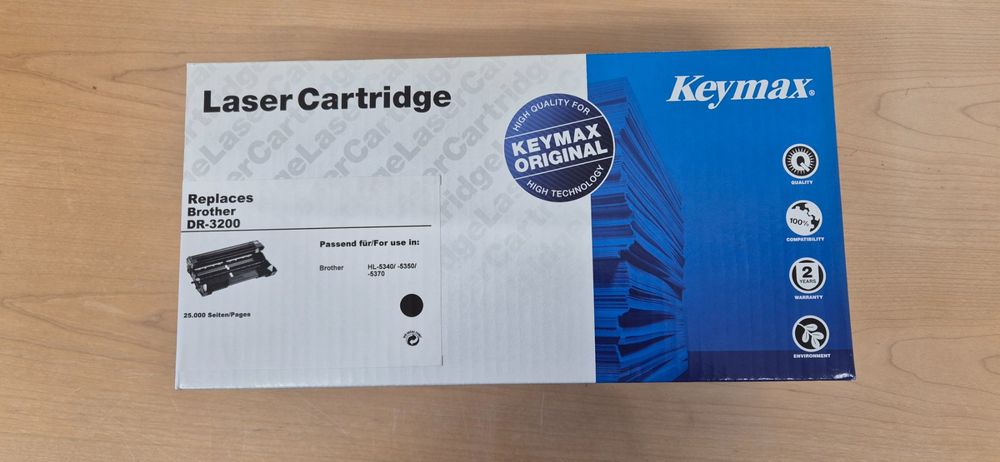 Laser Cartridge
Keymax®
HIGH QUALITY FOR
KEYMAX
ORIGINAL
HIGH TECHNOLOGY
QUALITY
100%
COMPATIBILITY
2
YEARS
WARRANTY
ENVIRONMENT
Replaces
Brother
DR-3200
Passend für/For use in:
Brother HL-5340/ -5350/
-5370
25.000 Seiten/Pages